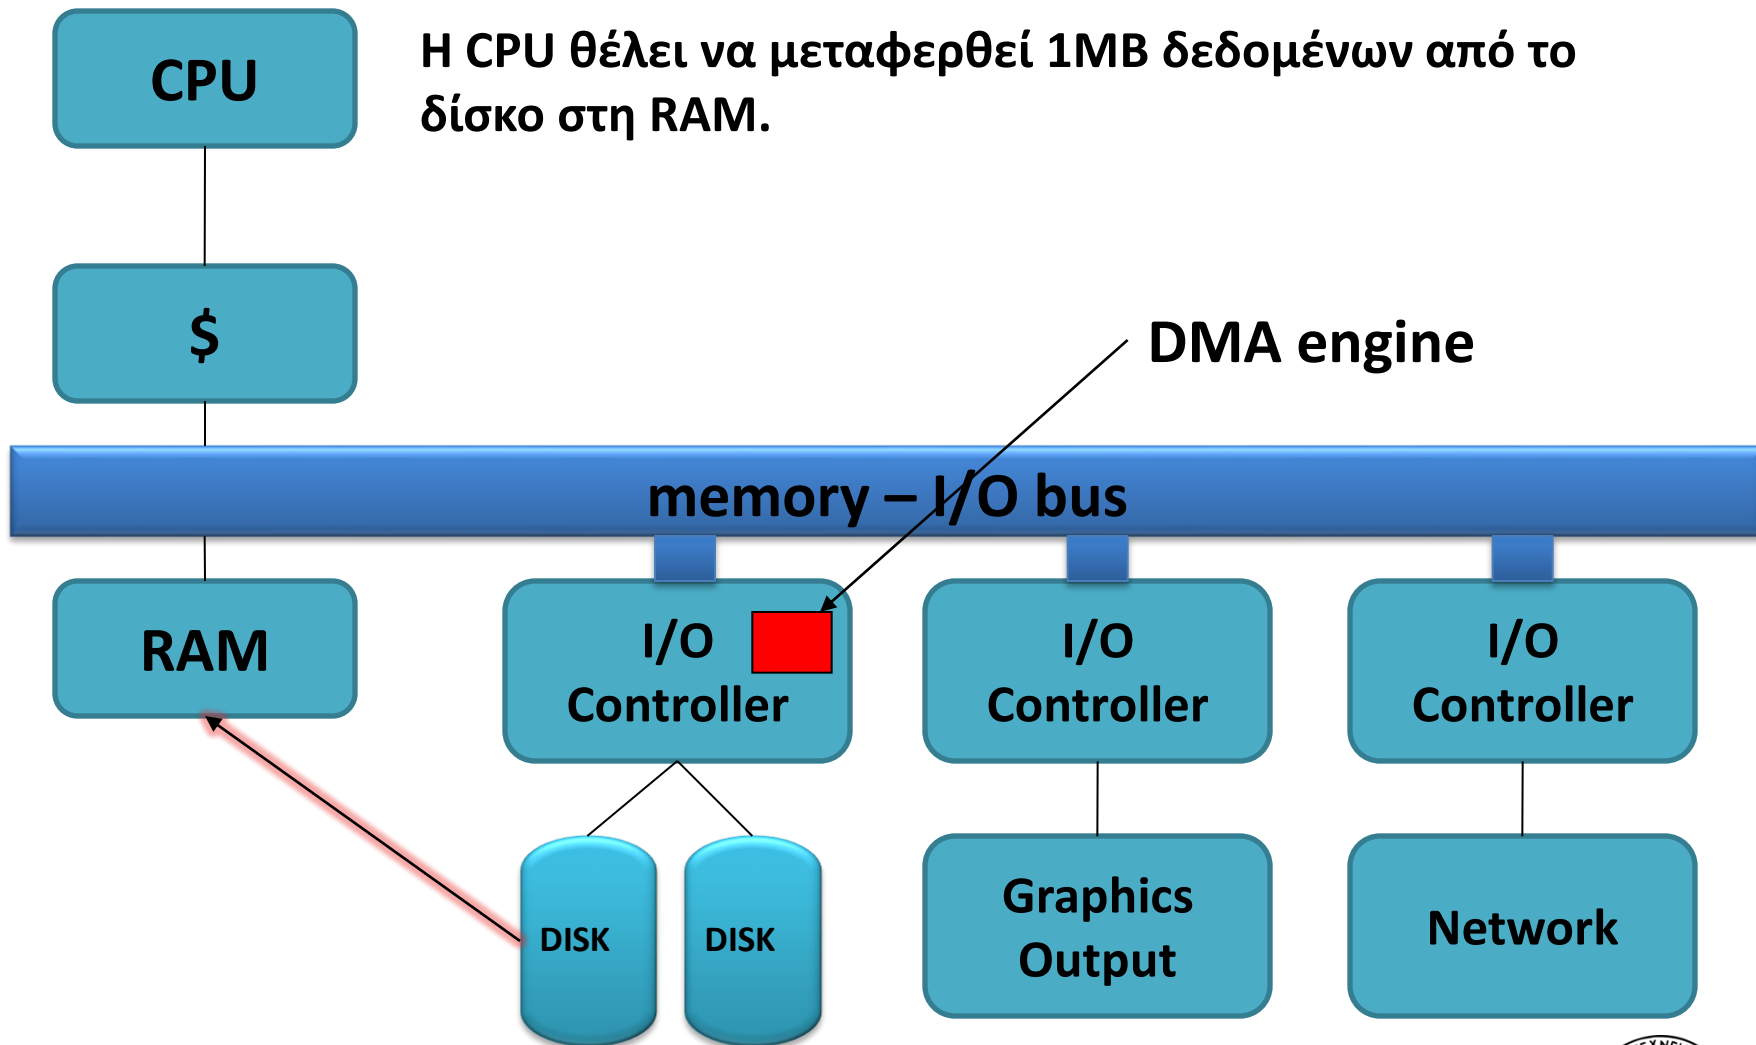 CPU
Η CPU θέλει να μεταφερθεί 1MB δεδομένων από το
δίσκο στη RAM.
$
DMA engine
memory – I/O bus
RAM
I/O
Controller
I/O
Controller
I/O
Controller
DISK
DISK
Graphics
Output
Network